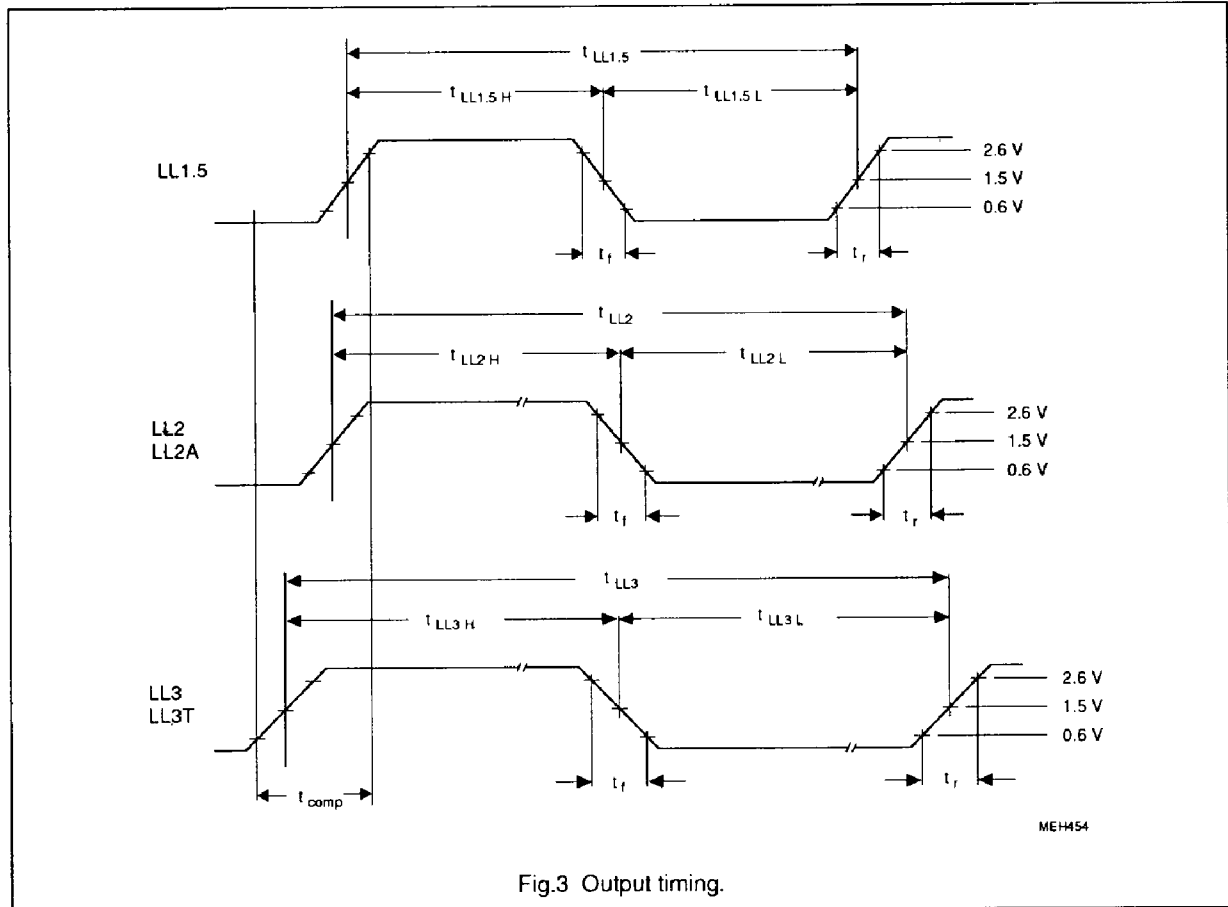 t LL1.5
t LL1.5 H
t LL1.5 L
LL1.5
2.6 V
1.5 V
0.6 V
t f
t r
t LL2
t LL2 H
t LL2 L
LL2
LL2A
2.6 V
1.5 V
0.6 V
t f
t r
t LL3
t LL3 H
t LL3 L
LL3
LL3T
2.6 V
1.5 V
0.6 V
t f
t r
t comp
MEH454
Fig.3 Output timing.